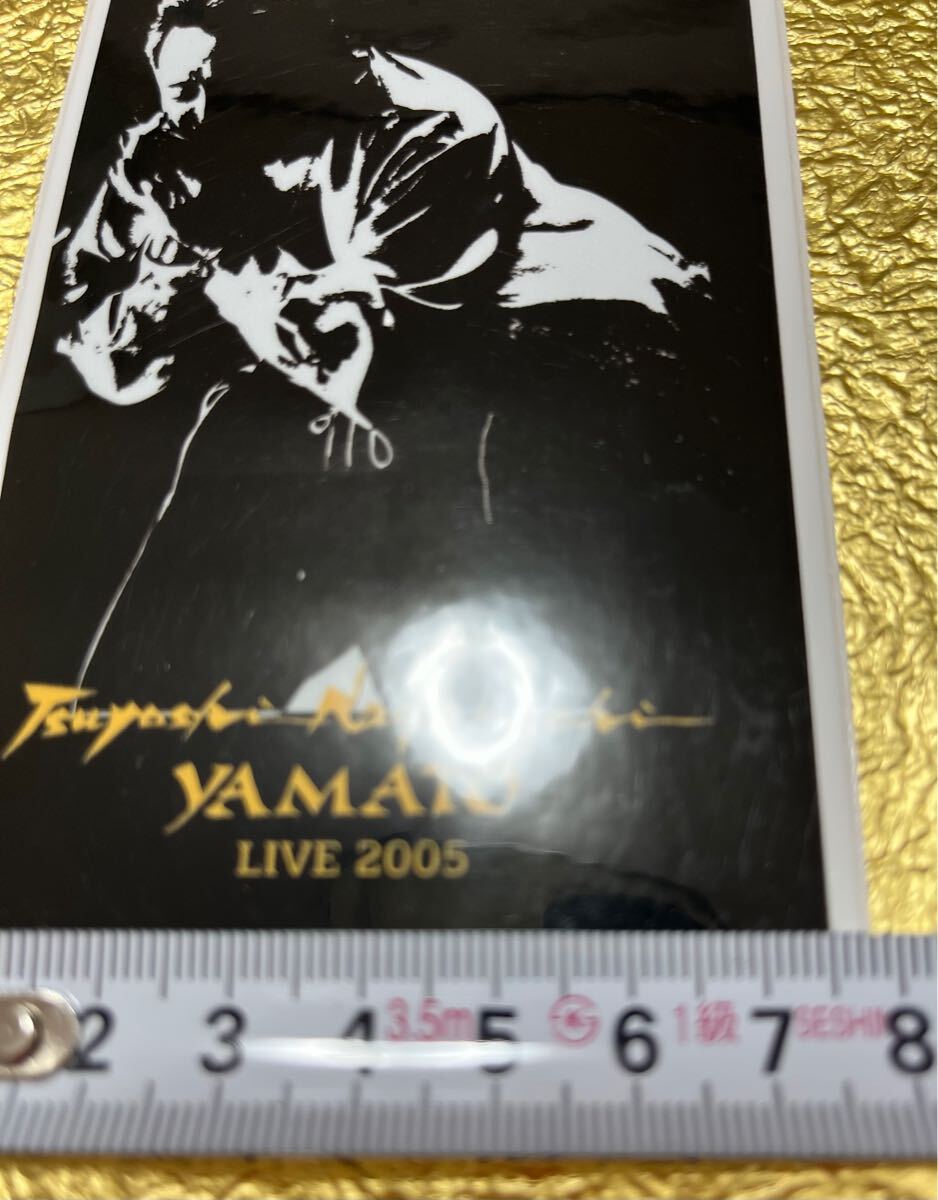 Tsuyoshi
YAMATO
LIVE 2005
2 3 4 3.5m 5 6 1級 7 8